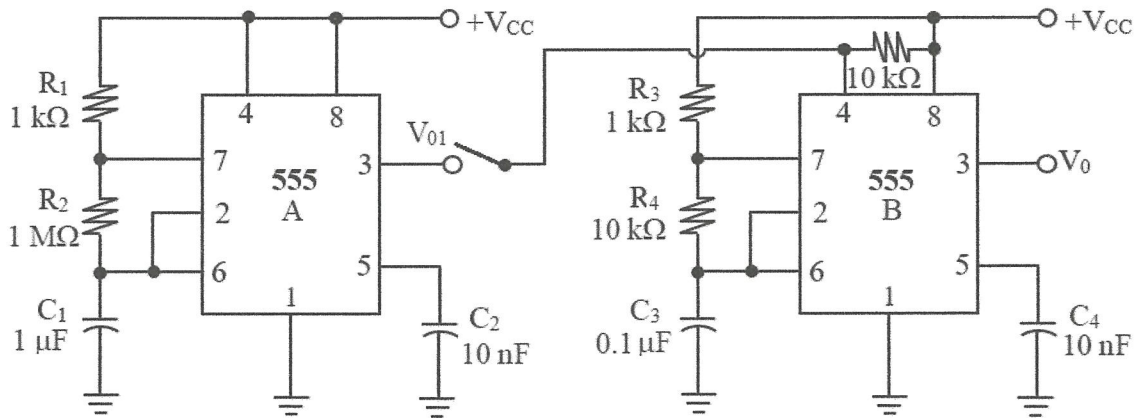 +V_CC
+V_CC
R₁
1 kΩ
4
8
10 kΩ
R₃
1 kΩ
4
8
V₀₁
7
3
7
3
V₀
555
A
555
B
R₂
1 MΩ
2
R₄
10 kΩ
2
6
5
6
5
1
1
C₁
1 μF
C₂
10 nF
C₃
0.1 μF
C₄
10 nF